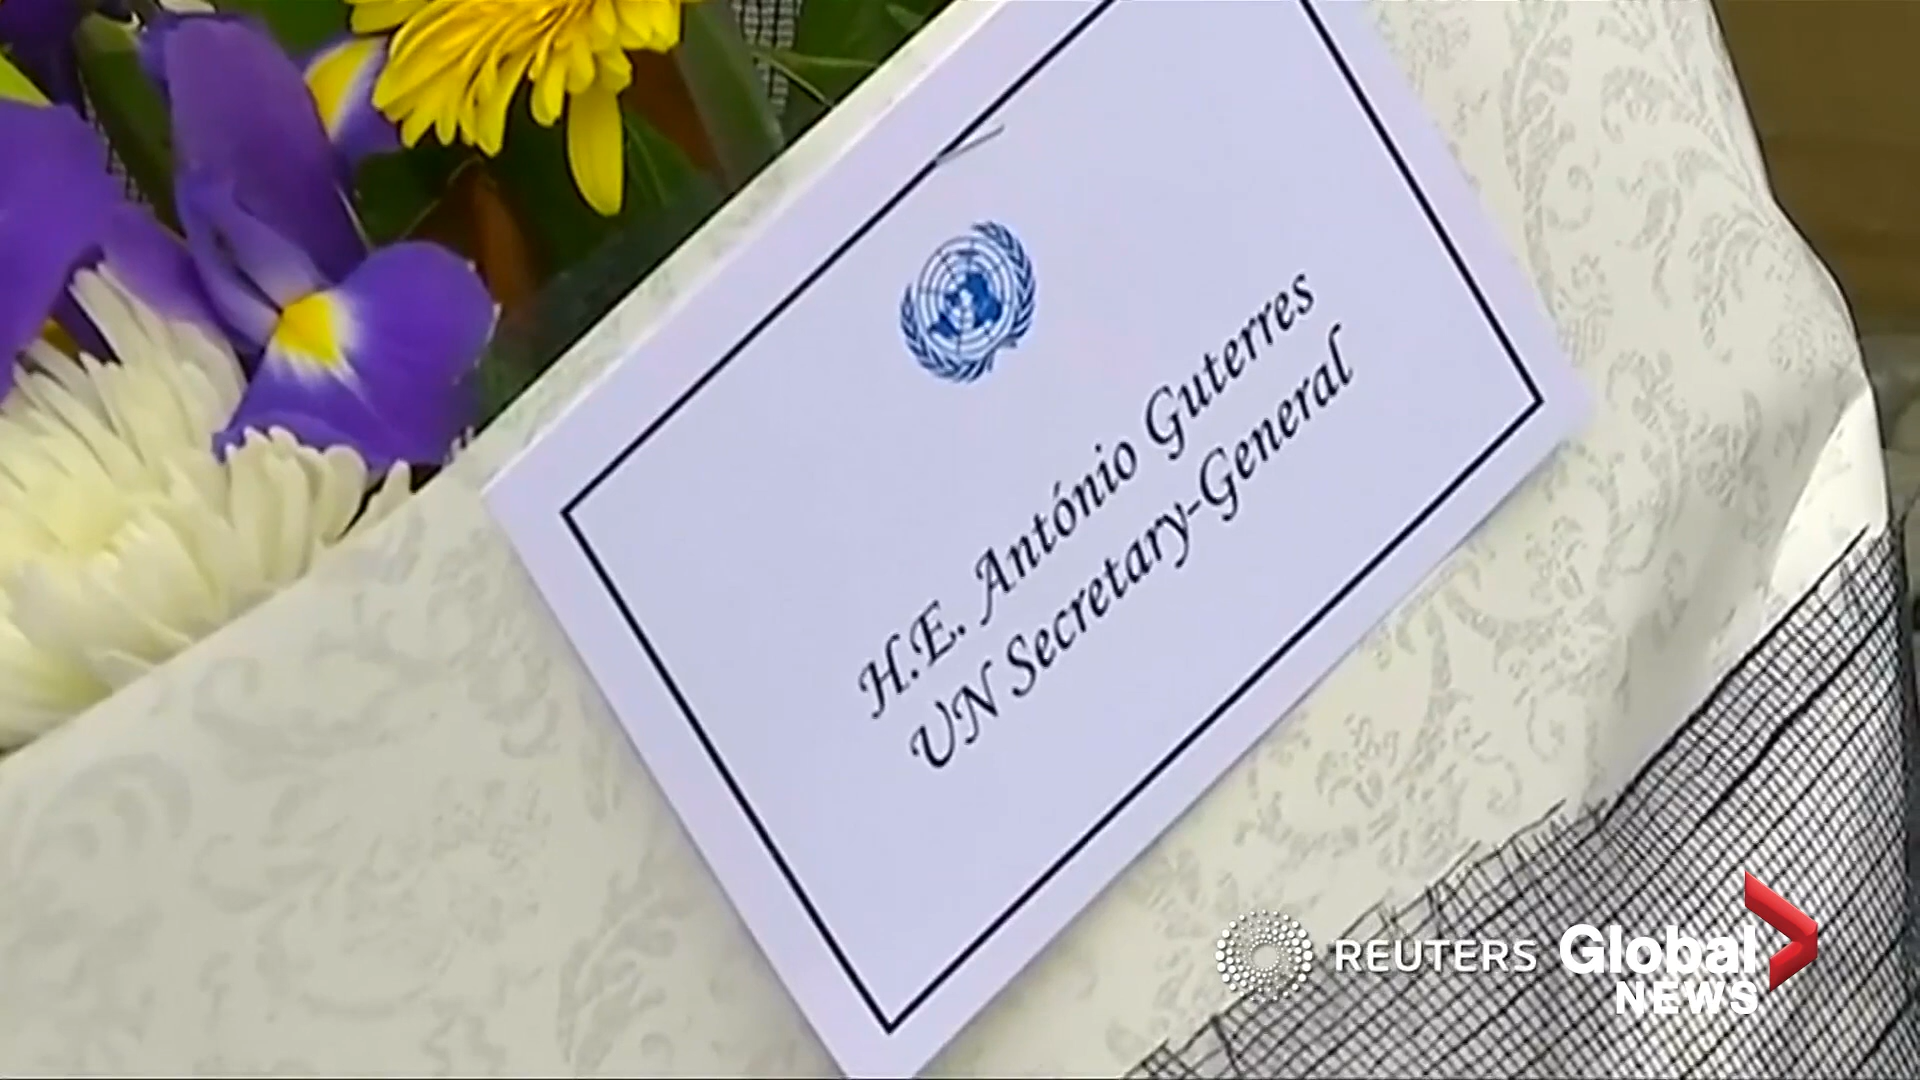 H.E. António Guterres
UN Secretary-General
REUTERS
Global
NEWS